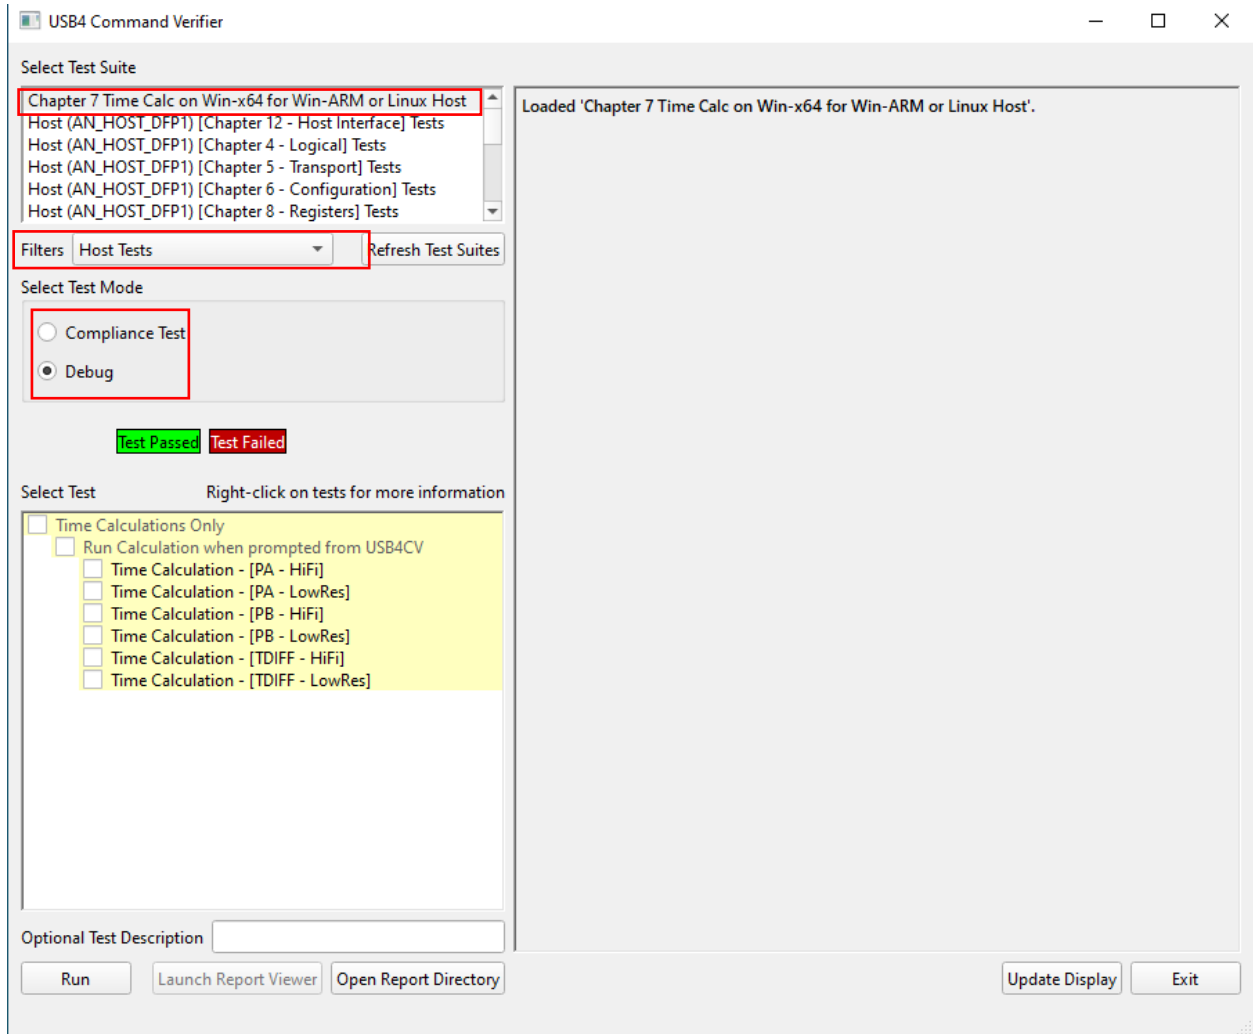 USB4 Command Verifier
Select Test Suite
Chapter 7 Time Calc on Win-x64 for Win-ARM or Linux Host
Host (AN_HOST_DFP1) [Chapter 12 - Host Interface] Tests
Host (AN_HOST_DFP1) [Chapter 4 - Logical] Tests
Host (AN_HOST_DFP1) [Chapter 5 - Transport] Tests
Host (AN_HOST_DFP1) [Chapter 6 - Configuration] Tests
Host (AN_HOST_DFP1) [Chapter 8 - Registers] Tests
Filters Host Tests Refresh Test Suites
Select Test Mode
Compliance Test
Debug
Test Passed Test Failed
Select Test Right-click on tests for more information
Time Calculations Only
Run Calculation when prompted from USB4CV
Time Calculation - [PA - HiFi]
Time Calculation - [PA - LowRes]
Time Calculation - [PB - HiFi]
Time Calculation - [PB - LowRes]
Time Calculation - [TDIFF - HiFi]
Time Calculation - [TDIFF - LowRes]
Optional Test Description
Run Launch Report Viewer Open Report Directory
Loaded 'Chapter 7 Time Calc on Win-x64 for Win-ARM or Linux Host'.
Update Display Exit